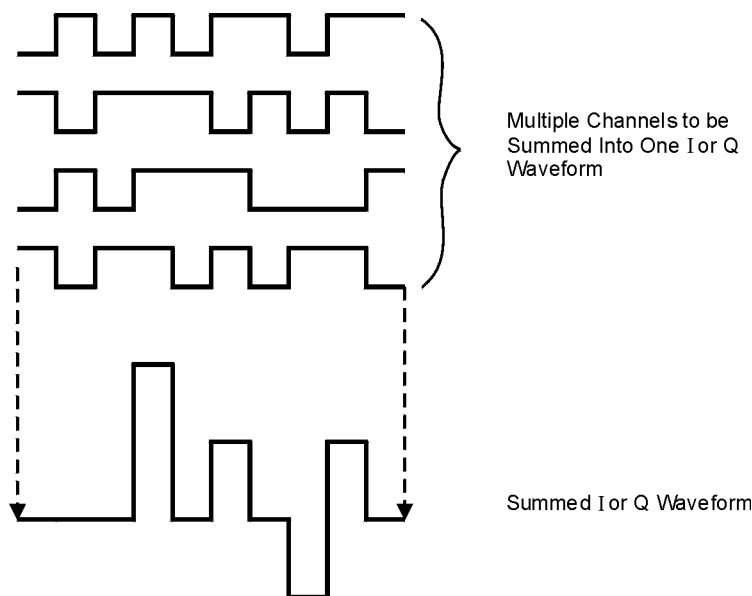 Multiple Channels to be
Summed Into One I or Q
Waveform
Summed I or Q Waveform